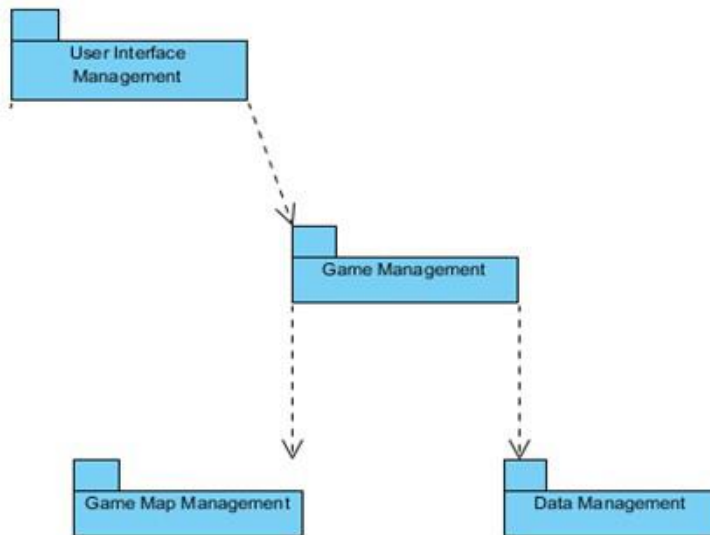 User Interface
Management
Game Management
Game Map Management
Data Management